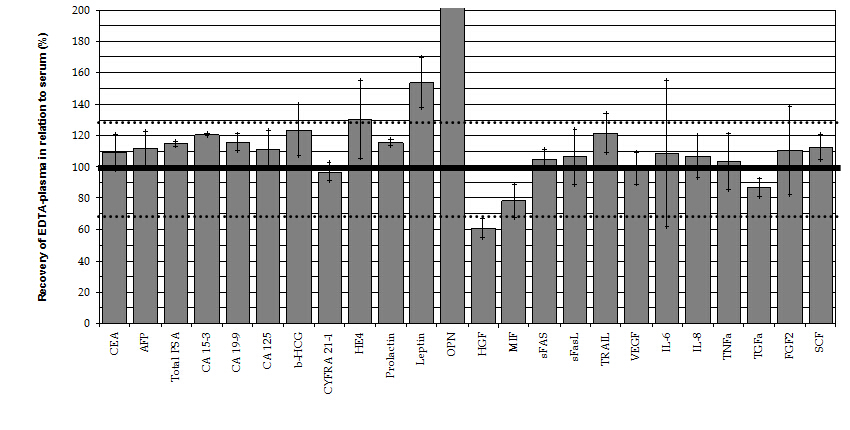 Recovery of EDTA-plasma in relation to serum (%)
200
180
160
140
120
100
80
60
40
20
0
CEA
AFP
Total PSA
CA 15-3
CA 19-9
CA 125
b-HCG
CYFRA 21-1
HE4
Prolactin
Leptin
OPN
HGF
MIF
sFAS
sFasL
TRAIL
VEGF
IL-6
IL-8
TNFa
TGFa
FGF2
SCF